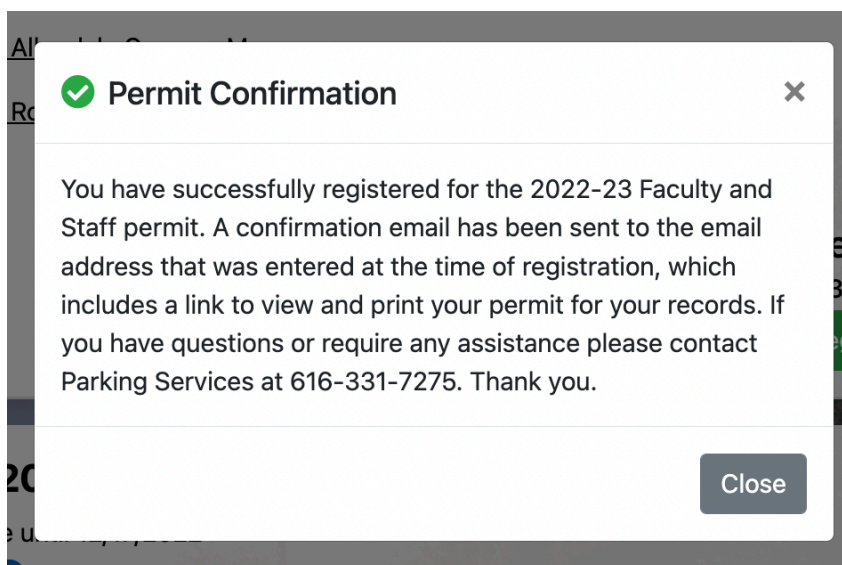 Permit Confirmation
×
You have successfully registered for the 2022-23 Faculty and
Staff permit. A confirmation email has been sent to the email
address that was entered at the time of registration, which
includes a link to view and print your permit for your records. If
you have questions or require any assistance please contact
Parking Services at 616-331-7275. Thank you.
Close